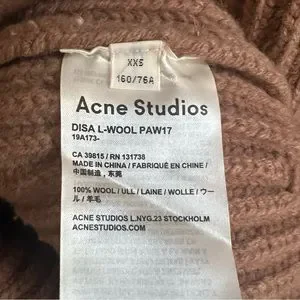 XXS
160/76A
Acne Studios
DISA L-WOOL PAW17
19A173-
CA 39815 / RN 131738
MADE IN CHINA / FABRIQUÉ EN CHINE /
中国制造，东莞
100% WOOL / ULL / LAINE / WOLLE / ウー
ル / 羊毛
ACNE STUDIOS L.NYG.23 STOCKHOLM
ACNESTUDIOS.COM